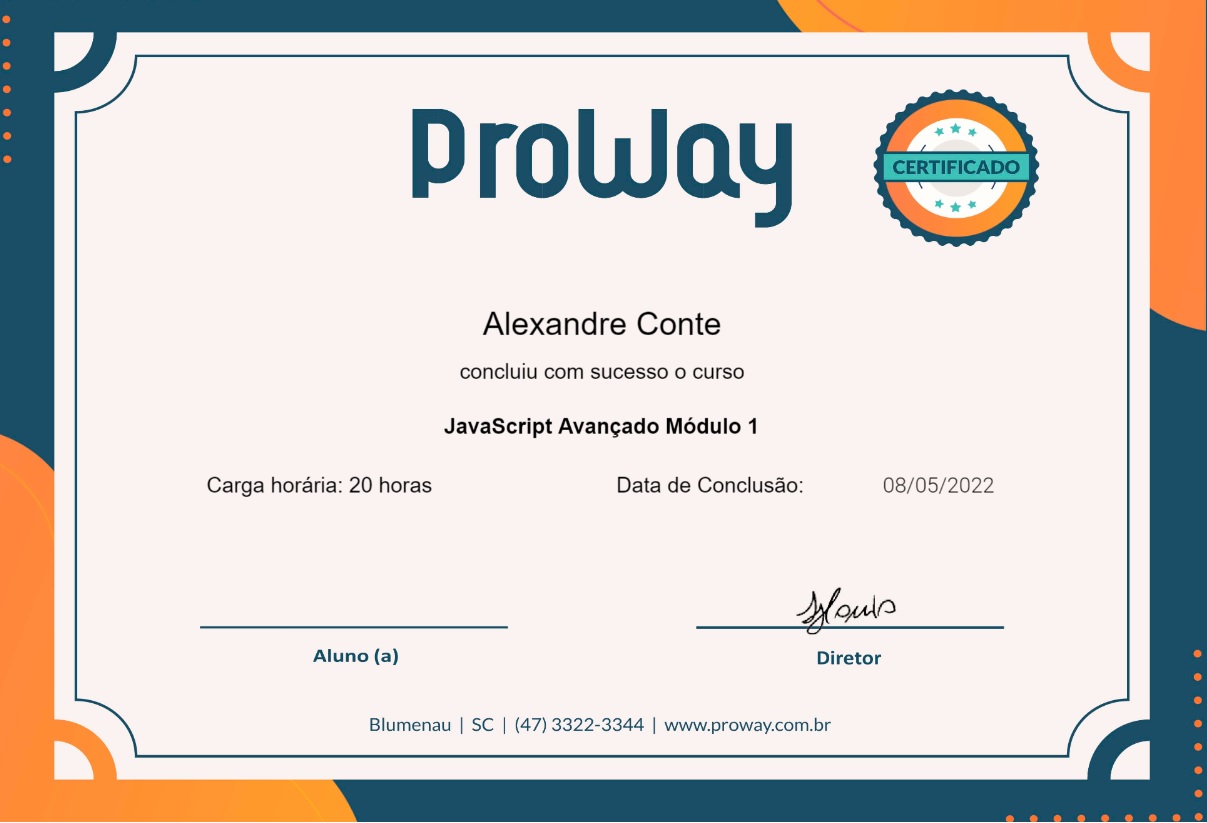 ProWay
CERTIFICADO
Alexandre Conte
concluiu com sucesso o curso
JavaScript Avançado Módulo 1
Carga horária: 20 horas
Data de Conclusão: 08/05/2022
Aluno (a)
Diretor
Blumenau | SC | (47) 3322-3344 | www.proway.com.br